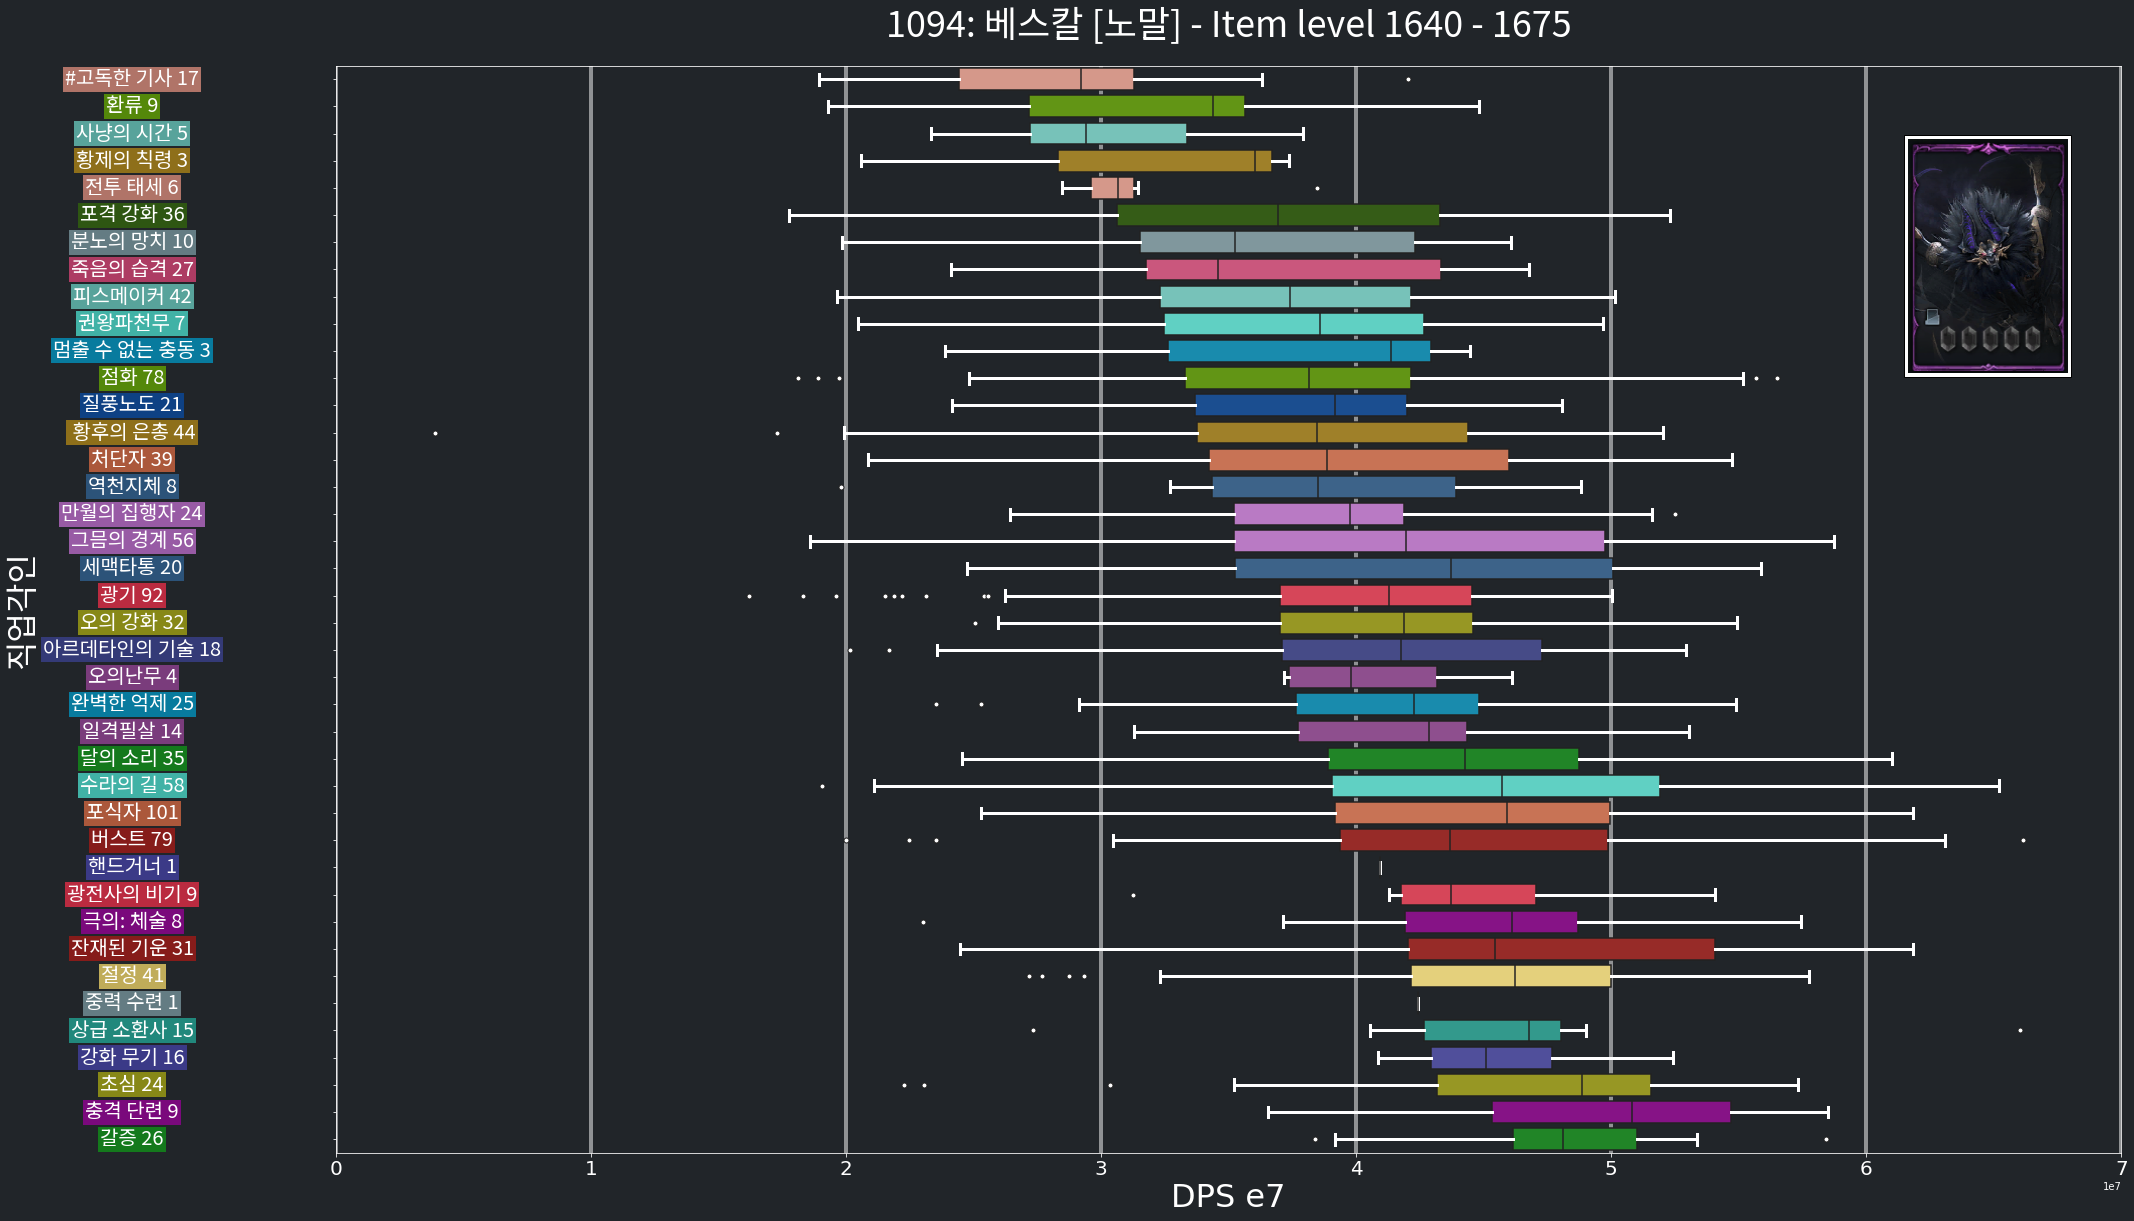 1094: 베스칼 [노말] - Item level 1640 - 1675
#고독한 기사 17
환류 9
사냥의 시간 5
황제의 칙령 3
전투 태세 6
포격 강화 36
분노의 망치 10
죽음의 습격 27
피스메이커 42
권왕파천무 7
멈출 수 없는 충동 3
점화 78
질풍노도 21
황후의 은총 44
처단자 39
역천지체 8
만월의 집행자 24
그믐의 경계 56
세맥타통 20
광기 92
오의 강화 32
아르데타인의 기술 18
오의난무 4
완벽한 억제 25
일격필살 14
달의 소리 35
수라의 길 58
포식자 101
버스트 79
핸드거너 1
광전사의 비기 9
극의: 체술 8
잔재된 기운 31
절정 41
중력 수련 1
상급 소환사 15
강화 무기 16
초심 24
충격 단련 9
갈증 26
직업각인
0 1 2 3 4 5 6 7
1e7
DPS e7